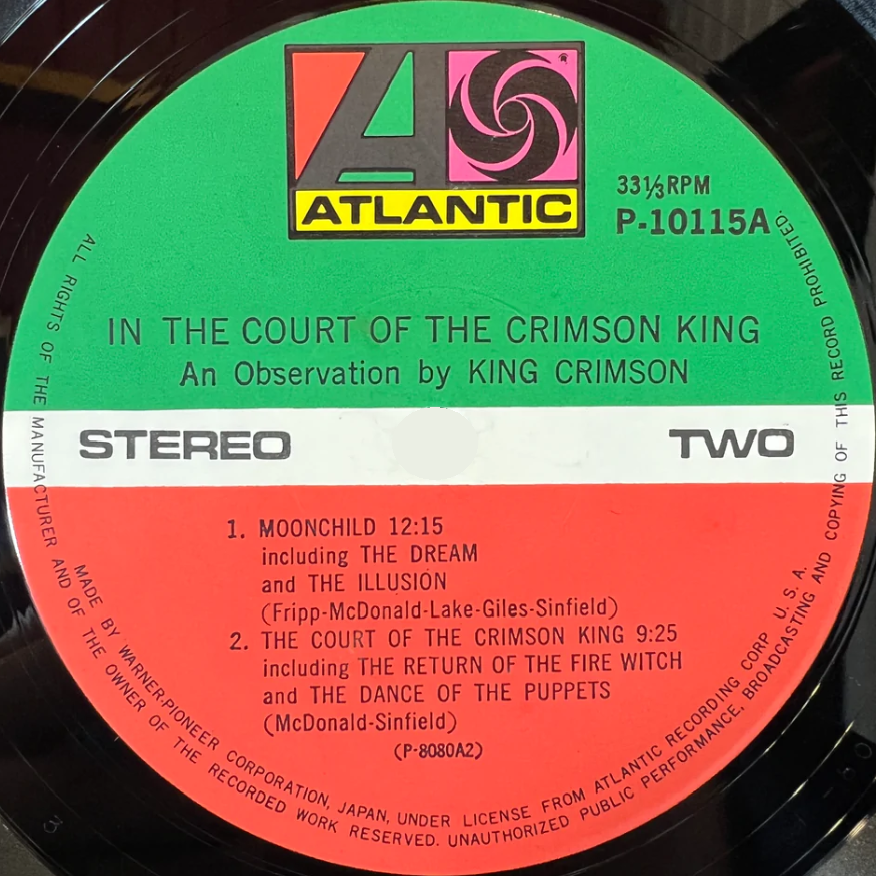 ATLANTIC
®
33⅓RPM
P-10115A
IN THE COURT OF THE CRIMSON KING
An Observation by KING CRIMSON
STEREO
TWO
1. MOONCHILD 12:15
including THE DREAM
and THE ILLUSION
(Fripp-McDonald-Lake-Giles-Sinfield)
2. THE COURT OF THE CRIMSON KING 9:25
including THE RETURN OF THE FIRE WITCH
and THE DANCE OF THE PUPPETS
(McDonald-Sinfield)
(P-8080A2)
MADE BY WARNER-PIONEER CORPORATION, JAPAN, UNDER LICENSE FROM ATLANTIC RECORDING CORP U. S. A.
ALL RIGHTS OF THE MANUFACTURER AND OF THE OWNER OF THE RECORDED WORK RESERVED. UNAUTHORIZED PUBLIC PERFORMANCE, BROADCASTING AND COPYING OF THIS RECORD PROHIBITED.